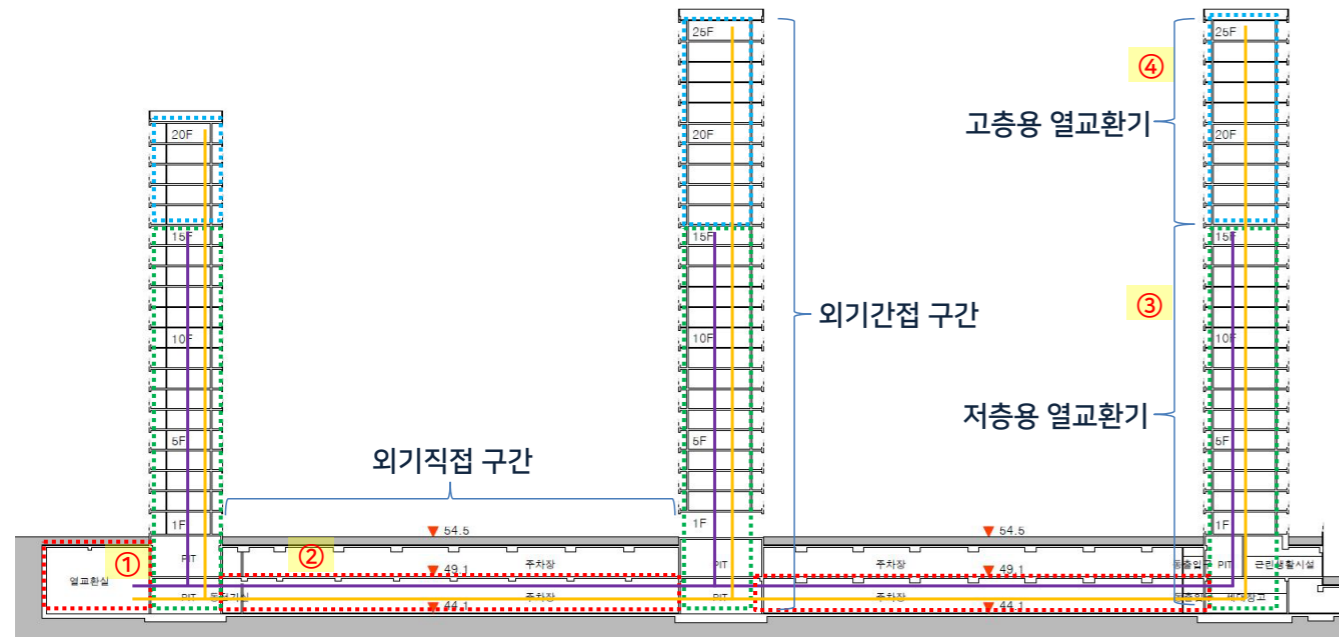 25F
25F
④
고층용 열교환기
20F
20F
20F
15F
15F
15F
외기간접 구간
③
10F
10F
10F
저층용 열교환기
5F
5F
5F
외기직접 구간
1F
1F
1F
54.5
54.5
①
②
PIT
주차장
PIT
주차장
PIT
근린생활시설
열교환실
49.1
49.1
PIT
주차장
PIT
주차장
44.1
44.1